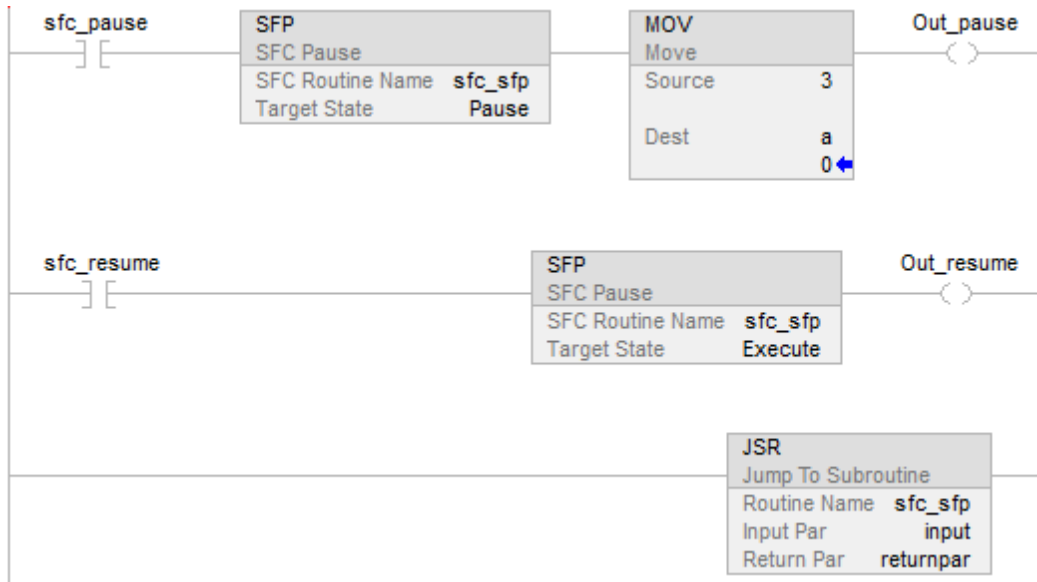 sfc_pause
SFP
SFC Pause
SFC Routine Name sfc_sfp
Target State Pause
MOV
Move
Source 3
Dest a
0
Out_pause
sfc_resume
SFP
SFC Pause
SFC Routine Name sfc_sfp
Target State Execute
Out_resume
JSR
Jump To Subroutine
Routine Name sfc_sfp
Input Par input
Return Par returnpar